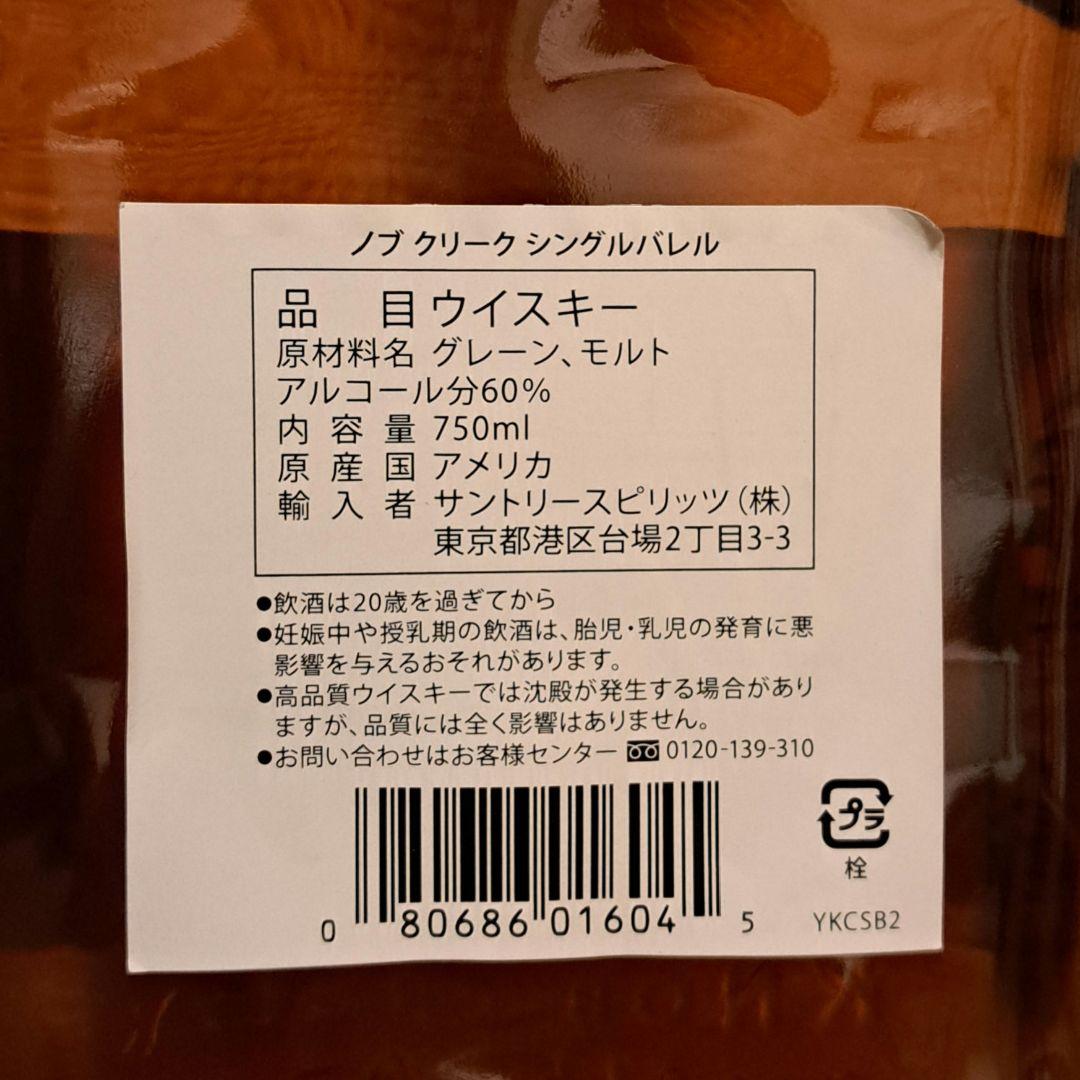 ノブ クリーク シングルバレル
品 目 ウイスキー
原材料名 グレーン、モルト
アルコール分60%
内容量 750ml
原産国 アメリカ
輸入者 サントリースピリッツ(株)
東京都港区台場2丁目3-3
●飲酒は20歳を過ぎてから
●妊娠中や授乳期の飲酒は、胎児・乳児の発育に悪
影響を与えるおそれがあります。
●高品質ウイスキーでは沈殿が発生する場合があり
ますが、品質には全く影響はありません。
●お問い合わせはお客様センター 0120-139-310
プラ
栓
0 80686 01604 5
YKCSB2